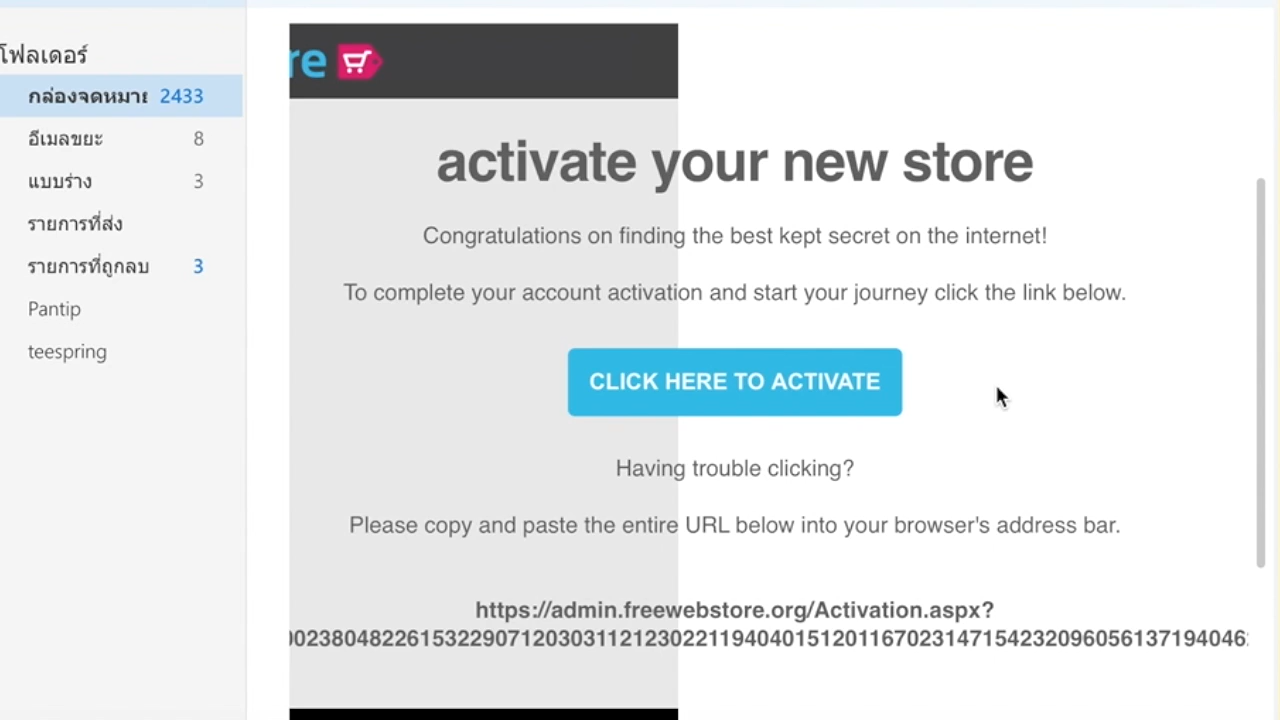 โฟลเดอร์
กล่องจดหมาย 2433
อีเมลขยะ 8
แบบร่าง 3
รายการที่ส่ง
รายการที่ถูกลบ 3
Pantip
teespring
re
activate your new store
Congratulations on finding the best kept secret on the internet!
To complete your account activation and start your journey click the link below.
CLICK HERE TO ACTIVATE
Having trouble clicking?
Please copy and paste the entire URL below into your browser's address bar.
https://admin.freewebstore.org/Activation.aspx?
0023804822615322907120303112123022119404015120116702314715423209605613719404​6